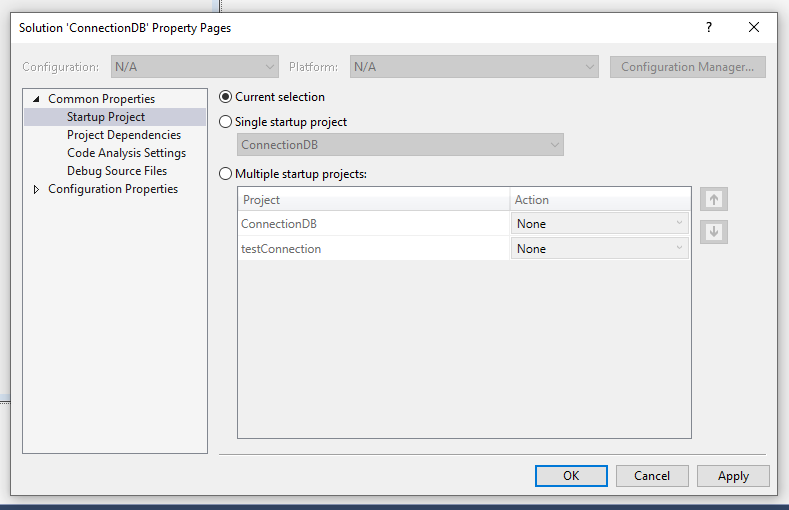 Solution 'ConnectionDB' Property Pages
?
Configuration: N/A Platform: N/A Configuration Manager...
Common Properties
Startup Project
Project Dependencies
Code Analysis Settings
Debug Source Files
Configuration Properties
Current selection
Single startup project
ConnectionDB
Multiple startup projects:
Project Action
ConnectionDB None
testConnection None
OK Cancel Apply